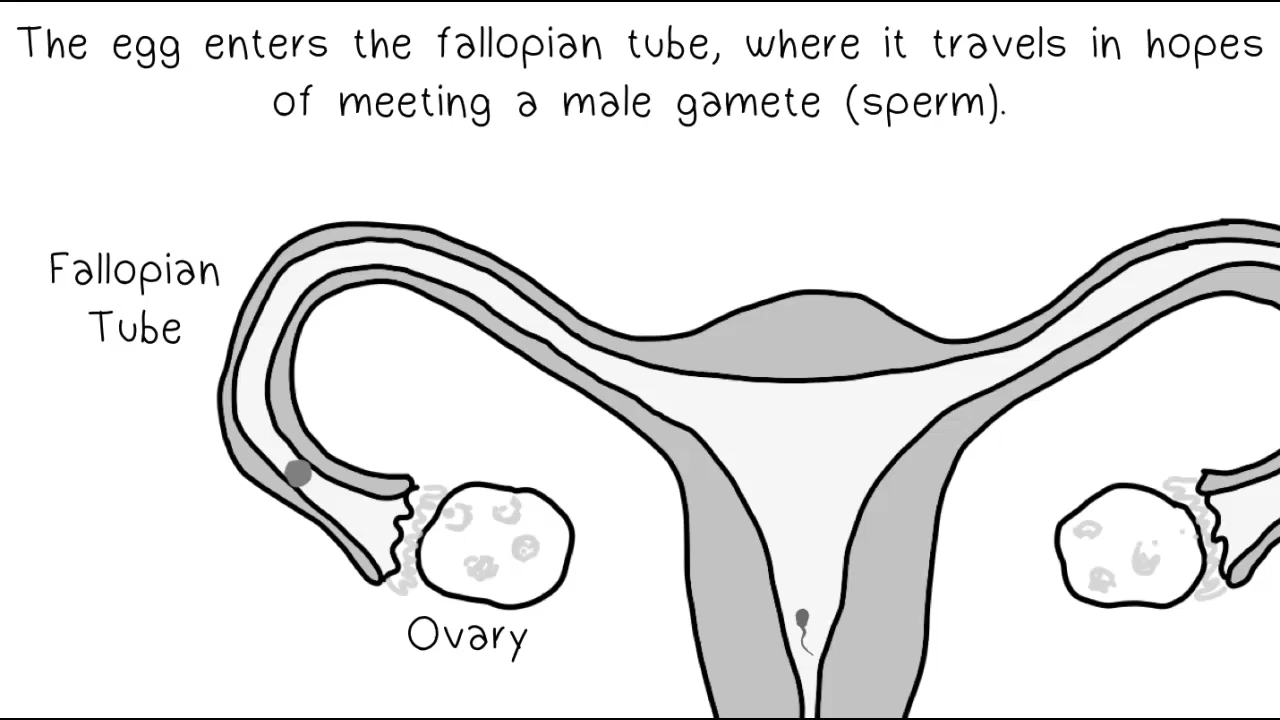 The egg enters the fallopian tube, where it travels in hopes
of meeting a male gamete (sperm).
Fallopian
Tube
Ovary